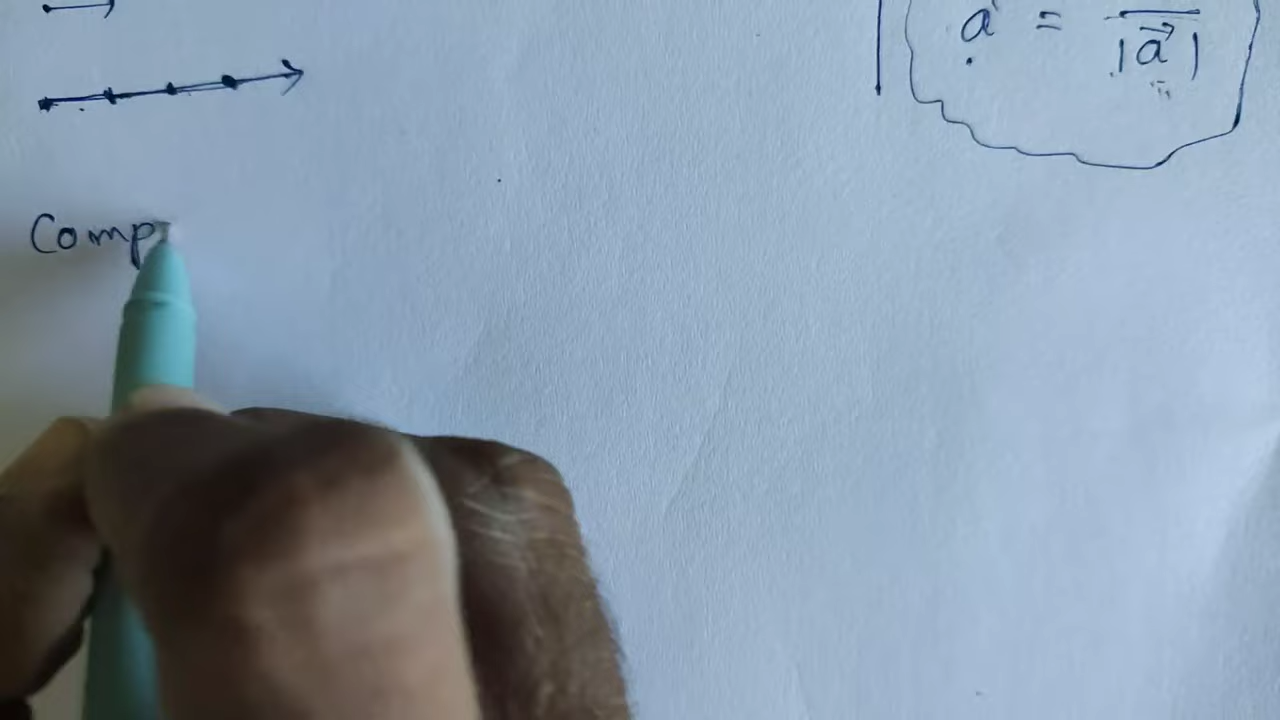 a = |a⃗|
Comp